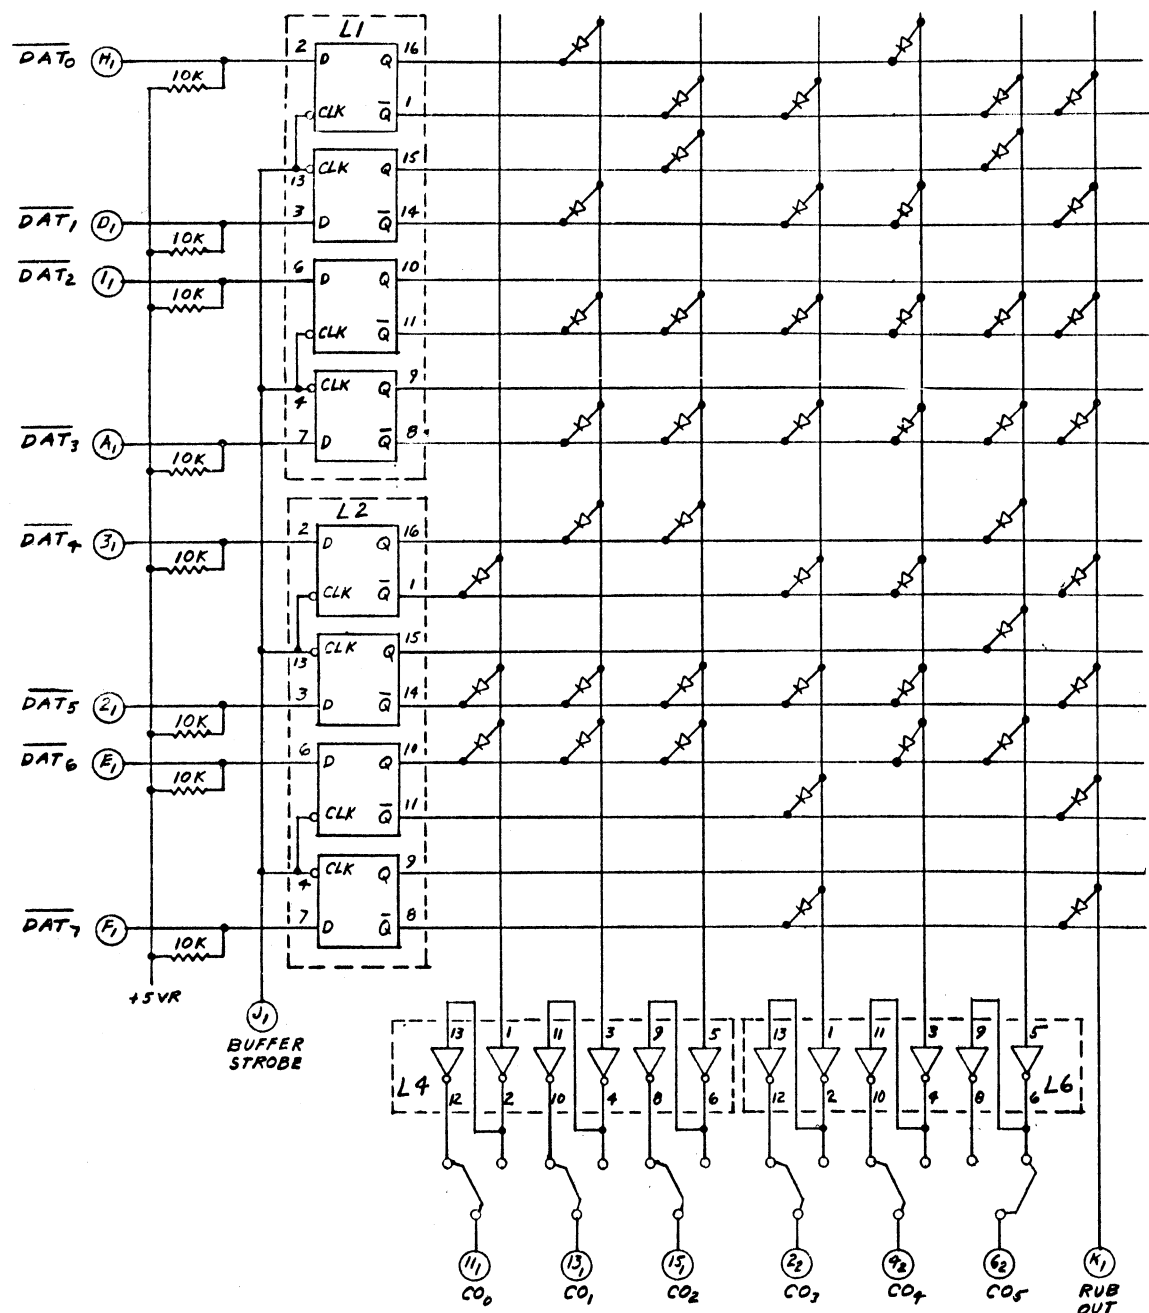 L1
DAT0 H1 10K 2 D Q 16
CLK Q 1
13 CLK Q 15
DAT1 D1 10K 3 D Q 14
DAT2 I1 10K 6 D Q 10
CLK Q 11
4 CLK Q 9
DAT3 A1 10K 7 D Q 8
L2
DAT4 31 10K 2 D Q 16
CLK Q 1
13 CLK Q 15
DAT5 21 10K 3 D Q 14
DAT6 E1 10K 6 D Q 10
CLK Q 11
4 CLK Q 9
DAT7 F1 10K 7 D Q 8
+5VR
J1
BUFFER
STROBE
13 1 11 3 9 5 13 1 11 3 9 5
L4 L6
12 2 10 4 8 6 12 2 10 4 8 6
111 131 151 22 42 62 K1
CO0 CO1 CO2 CO3 CO4 CO5 RUB
OUT